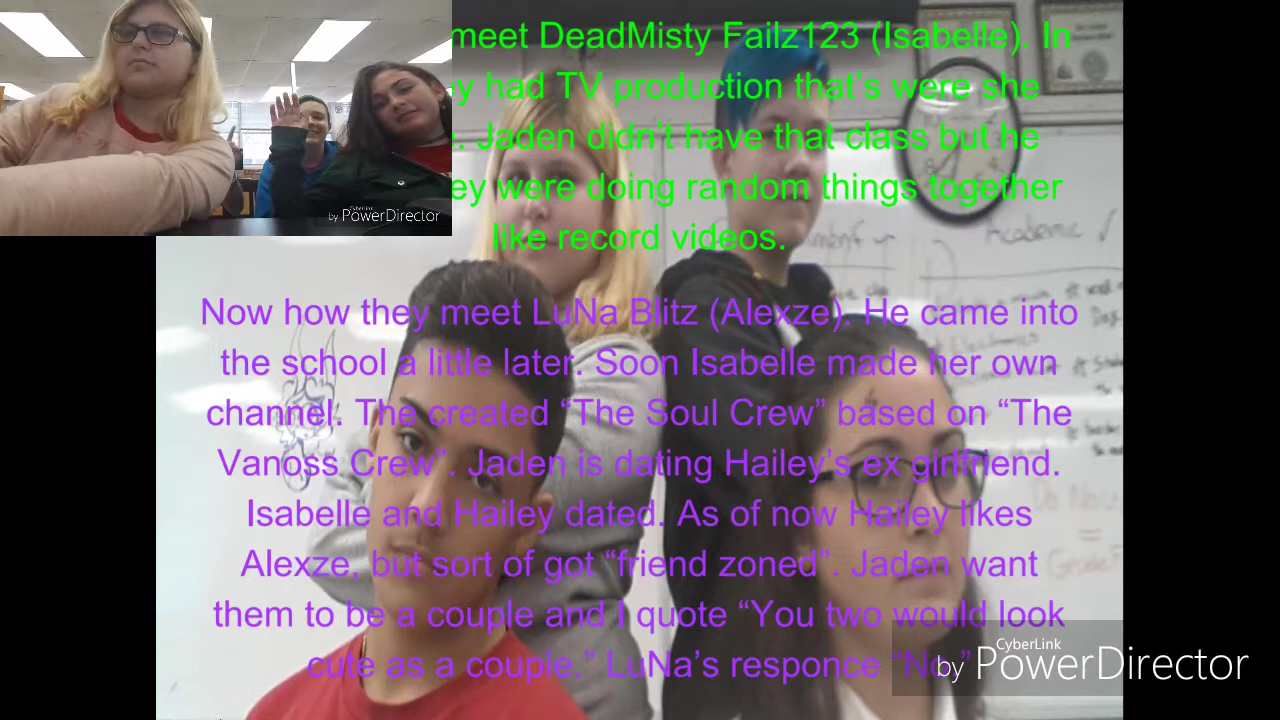 meet DeadMisty Failz123 (Isabelle). In
ey had TV production that's were she
. Jaden didn't have that class but he
ey were doing random things together
like record videos.
Now how they meet LuNa Blitz (Alexze). He came into
the school a little later. Soon Isabelle made her own
channel. The created “The Soul Crew” based on “The
Vanoss Crew”. Jaden is dating Hailey's ex girlfriend.
Isabelle and Hailey dated. As of now Hailey likes
Alexze, but sort of got “friend zoned”. Jaden want
them to be a couple and I quote “You two would look
cute as a couple.” LuNa's responce “No.”
CyberLink
by PowerDirector
CyberLink
by PowerDirector
Academic